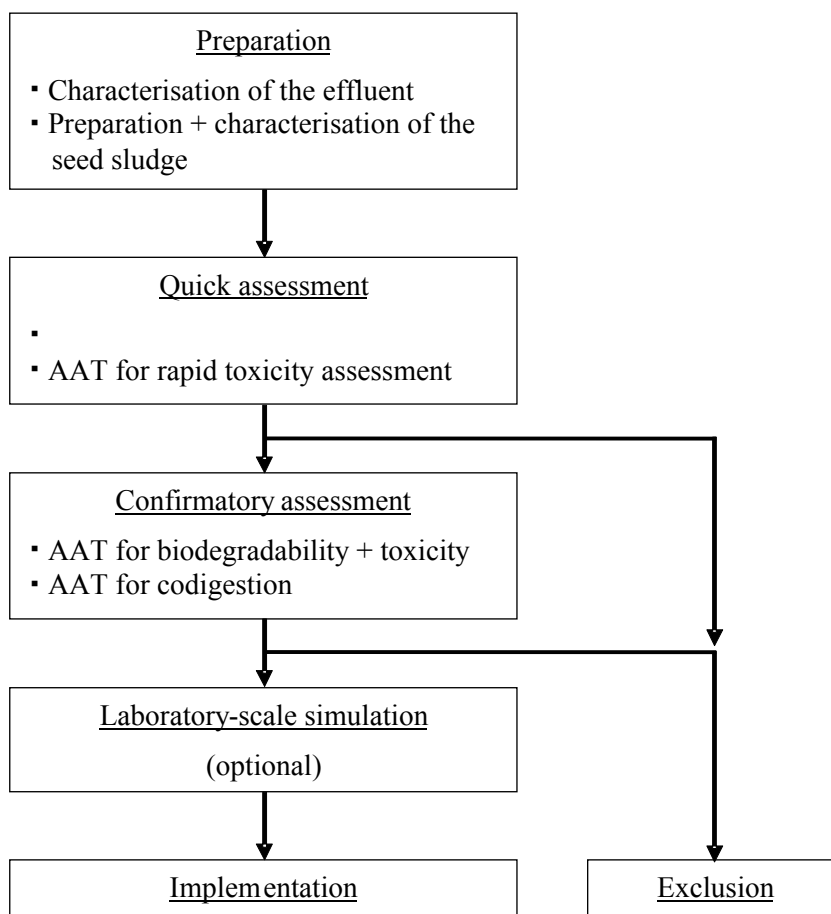 Preparation
▪ Characterisation of the effluent
▪ Preparation + characterisation of the
seed sludge
Quick assessment
▪
▪ AAT for rapid toxicity assessment
Confirmatory assessment
▪ AAT for biodegradability + toxicity
▪ AAT for codigestion
Laboratory-scale simulation
(optional)
Implementation
Exclusion